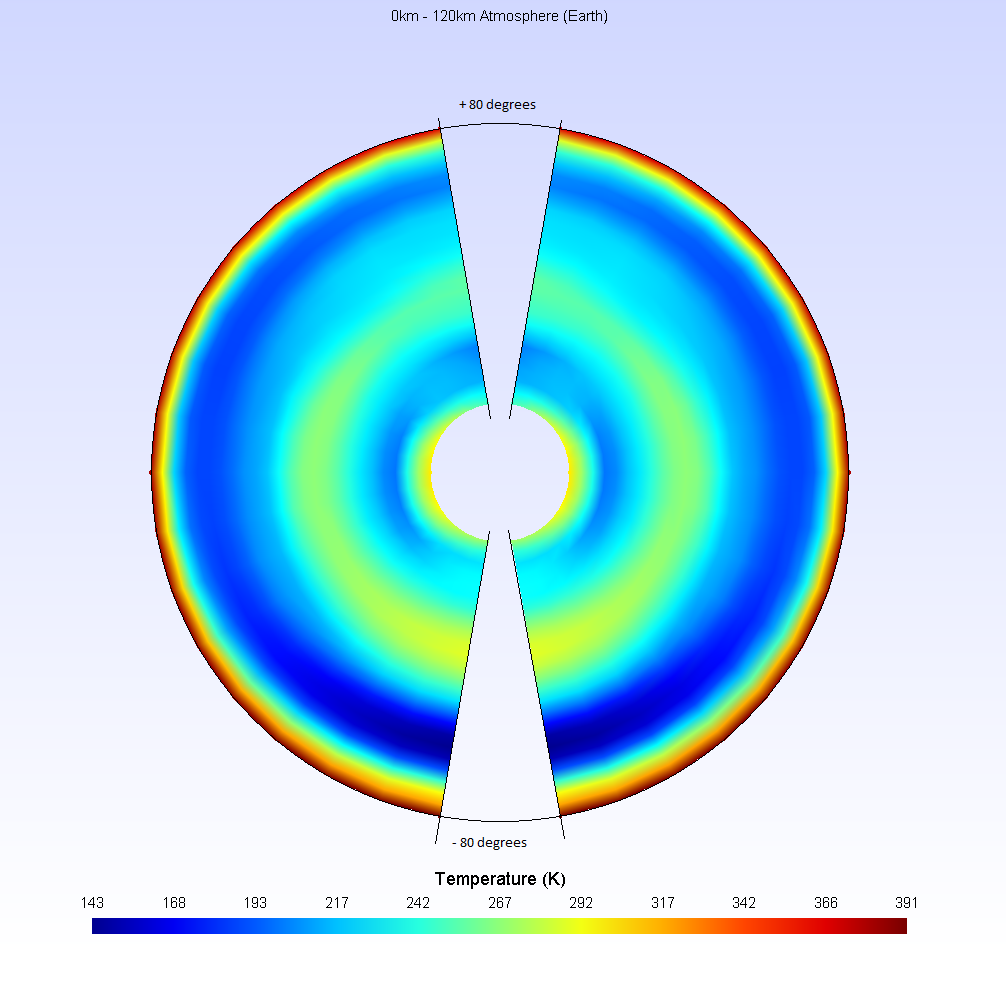 0km - 120km Atmosphere (Earth)
+ 80 degrees
- 80 degrees
Temperature (K)
143 168 193 217 242 267 292 317 342 366 391